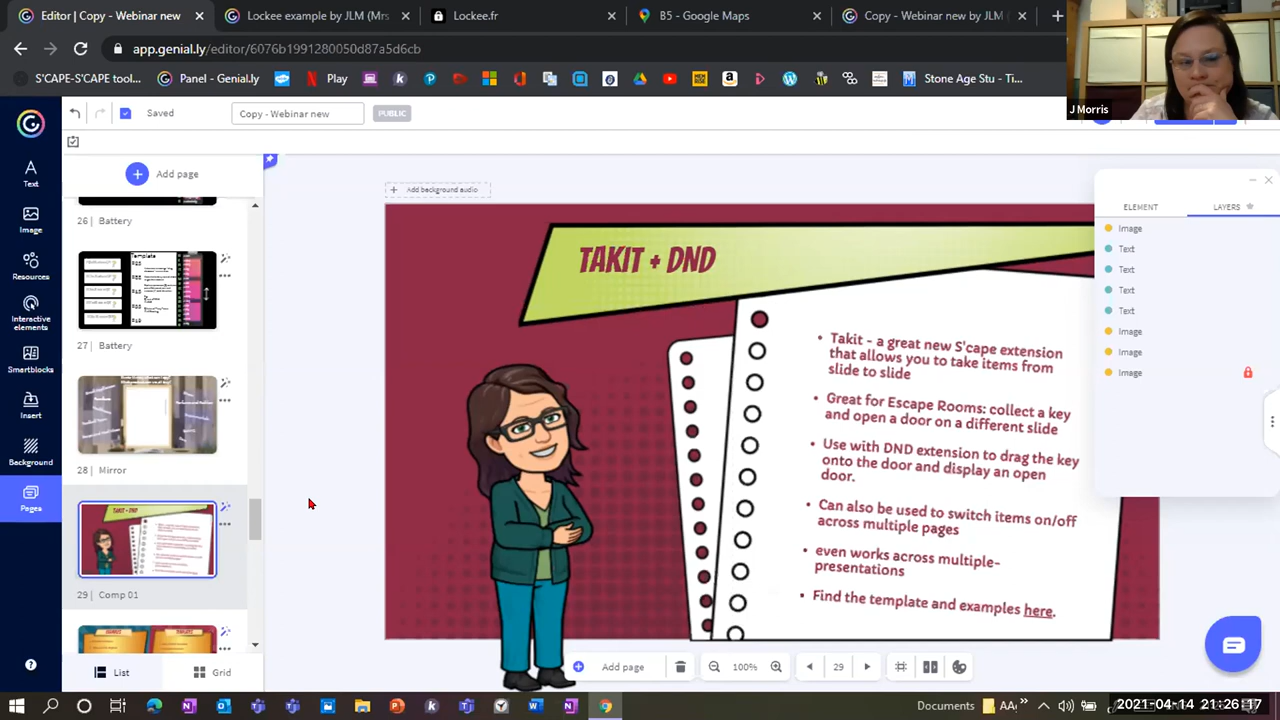 Editor | Copy - Webinar new
Lockee example by JLM (Mrs
Lockee.fr
B5 - Google Maps
Copy - Webinar new by JLM
app.genial.ly/editor/6076b1991280050d87a5d6cb
S'CAPE-S'CAPE tool...
Panel - Genial.ly
Play
Stone Age Stu - Ti...
J Morris
Saved
Copy - Webinar new
PUBLIC
Text
Image
Resources
Interactive
elements
Smartblocks
Insert
Background
Pages
Add page
26 | Battery
Template
27 | Battery
28 | Mirror
TAKIT + DND
29 | Comp 01
List
Grid
Add background audio
TAKIT + DND
• Takit - a great new S'cape extension
that allows you to take items from
slide to slide
• Great for Escape Rooms: collect a key
and open a door on a different slide
• Use with DND extension to drag the key
onto the door and display an open
door.
• Can also be used to switch items on/off
across multiple pages
• even works across multiple-
presentations
• Find the template and examples here.
ELEMENT
LAYERS
Image
Text
Text
Text
Text
Image
Image
Image
Add page
100%
29
Documents
2021-04-14 21:26:17